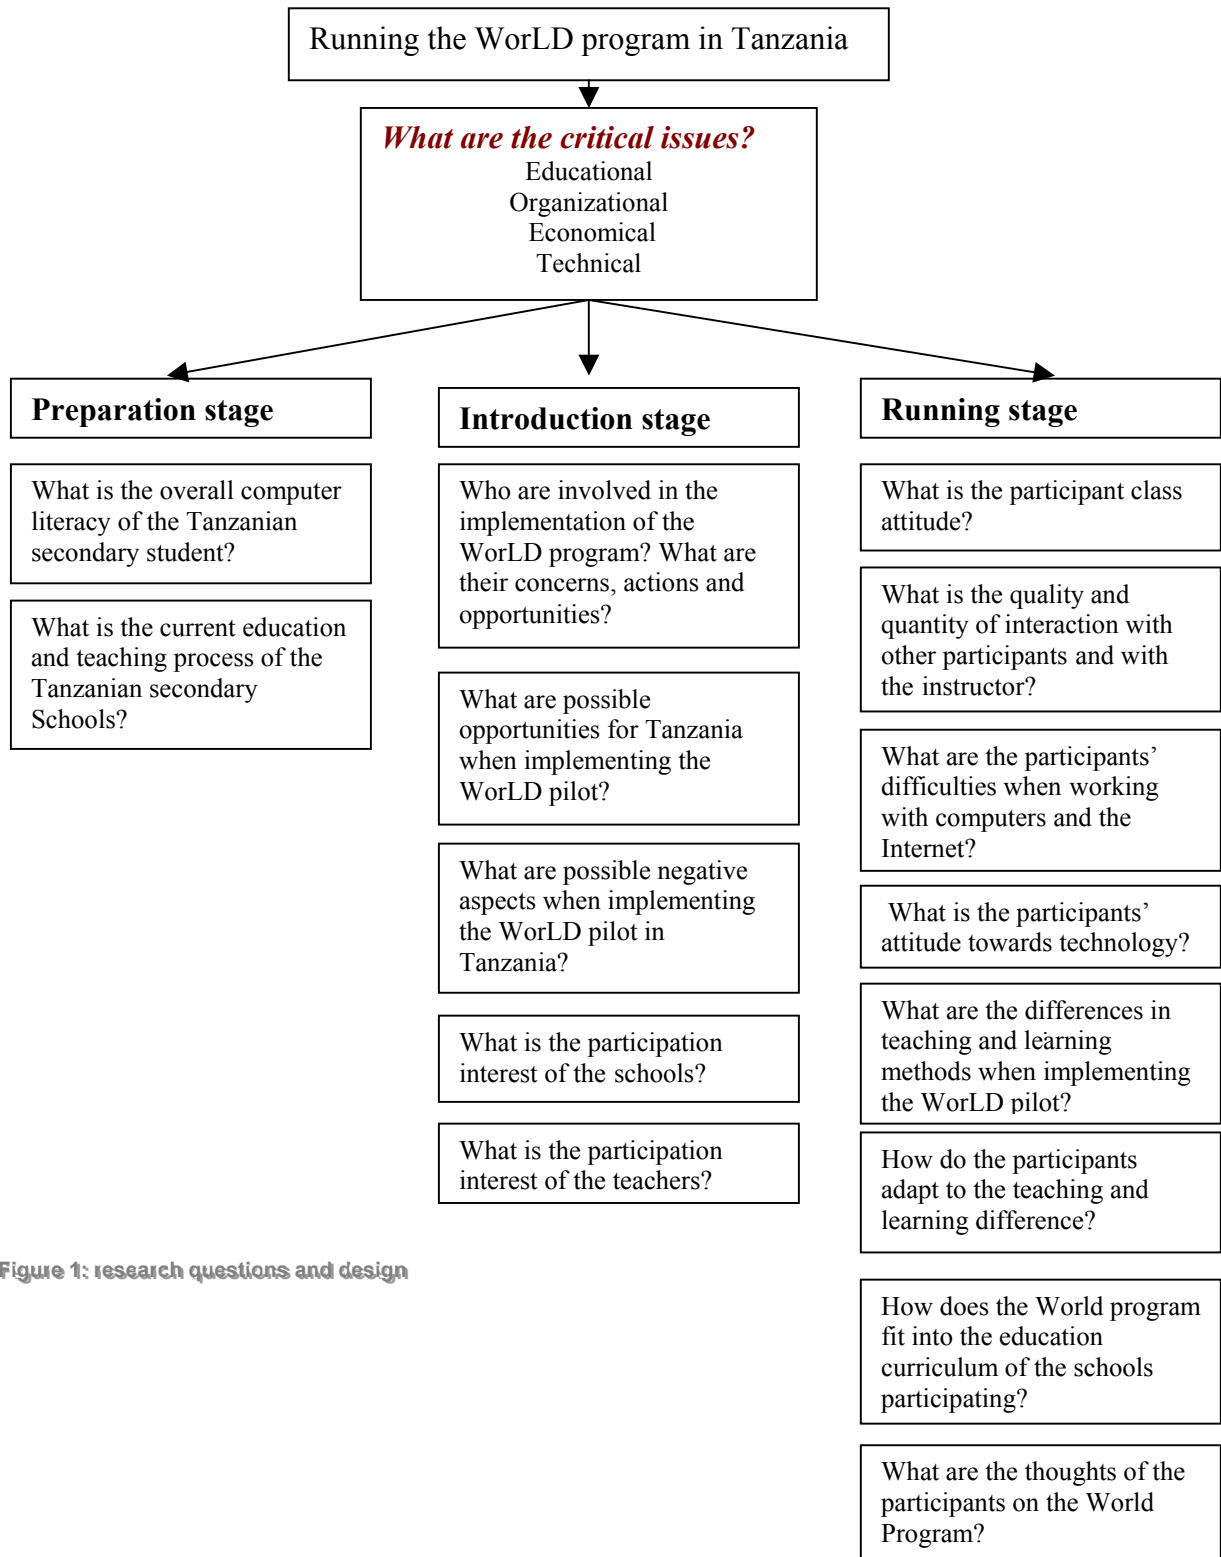 Running the WorLD program in Tanzania
What are the critical issues?
Educational
Organizational
Economical
Technical
Preparation stage
What is the overall computer
literacy of the Tanzanian
secondary student?
What is the current education
and teaching process of the
Tanzanian secondary
Schools?
Introduction stage
Who are involved in the
implementation of the
WorLD program? What are
their concerns, actions and
opportunities?
What are possible
opportunities for Tanzania
when implementing the
WorLD pilot?
What are possible negative
aspects when implementing
the WorLD pilot in
Tanzania?
What is the participation
interest of the schools?
What is the participation
interest of the teachers?
Running stage
What is the participant class
attitude?
What is the quality and
quantity of interaction with
other participants and with
the instructor?
What are the participants’
difficulties when working
with computers and the
Internet?
What is the participants’
attitude towards technology?
What are the differences in
teaching and learning
methods when implementing
the WorLD pilot?
How do the participants
adapt to the teaching and
learning difference?
How does the World program
fit into the education
curriculum of the schools
participating?
What are the thoughts of the
participants on the World
Program?
Figure 1: research questions and design